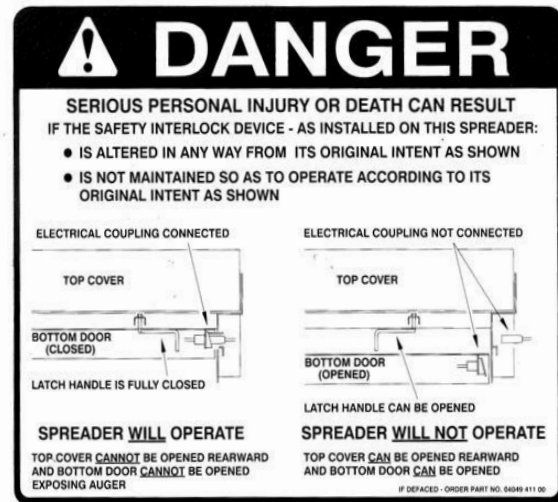 DANGER
SERIOUS PERSONAL INJURY OR DEATH CAN RESULT
IF THE SAFETY INTERLOCK DEVICE - AS INSTALLED ON THIS SPREADER:
● IS ALTERED IN ANY WAY FROM ITS ORIGINAL INTENT AS SHOWN
● IS NOT MAINTAINED SO AS TO OPERATE ACCORDING TO ITS
ORIGINAL INTENT AS SHOWN
ELECTRICAL COUPLING CONNECTED
TOP COVER
BOTTOM DOOR
(CLOSED)
LATCH HANDLE IS FULLY CLOSED
SPREADER WILL OPERATE
TOP COVER CANNOT BE OPENED REARWARD
AND BOTTOM DOOR CANNOT BE OPENED
EXPOSING AUGER
ELECTRICAL COUPLING NOT CONNECTED
TOP COVER
BOTTOM DOOR
(OPENED)
LATCH HANDLE CAN BE OPENED
SPREADER WILL NOT OPERATE
TOP COVER CAN BE OPENED REARWARD
AND BOTTOM DOOR CAN BE OPENED
IF DEFACED - ORDER PART NO. 04049 411 00